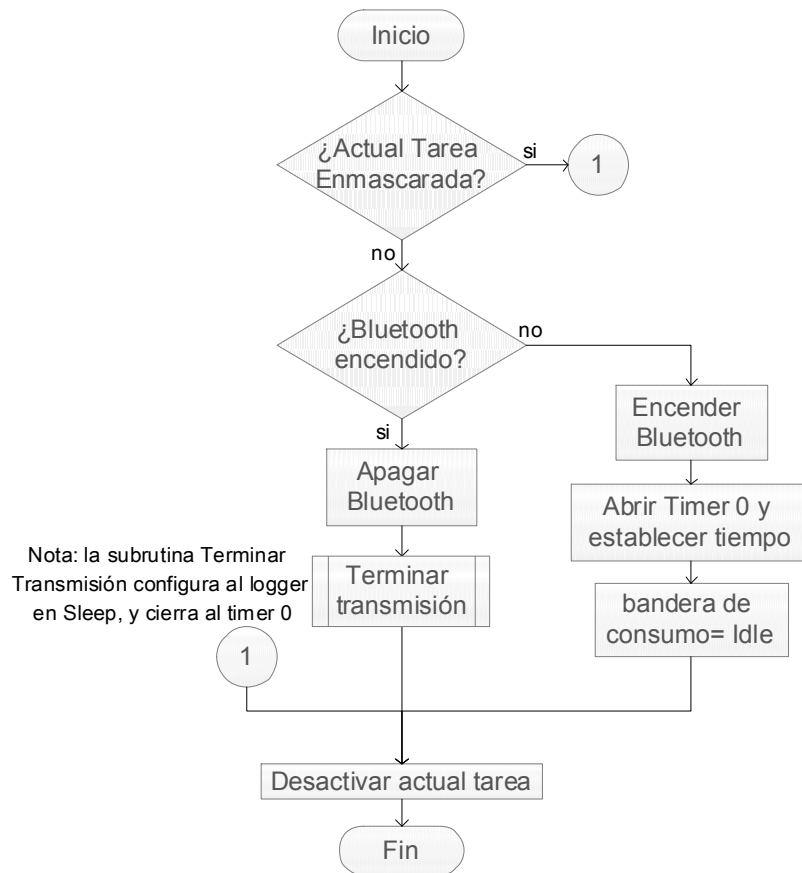 Inicio
¿Actual Tarea
Enmascarada?
si
1
no
¿Bluetooth
encendido?
no
si
Encender
Bluetooth
Apagar
Bluetooth
Abrir Timer 0 y
establecer tiempo
Nota: la subrutina Terminar
Transmisión configura al logger
en Sleep, y cierra al timer 0
Terminar
transmisión
bandera de
consumo= Idle
1
Desactivar actual tarea
Fin